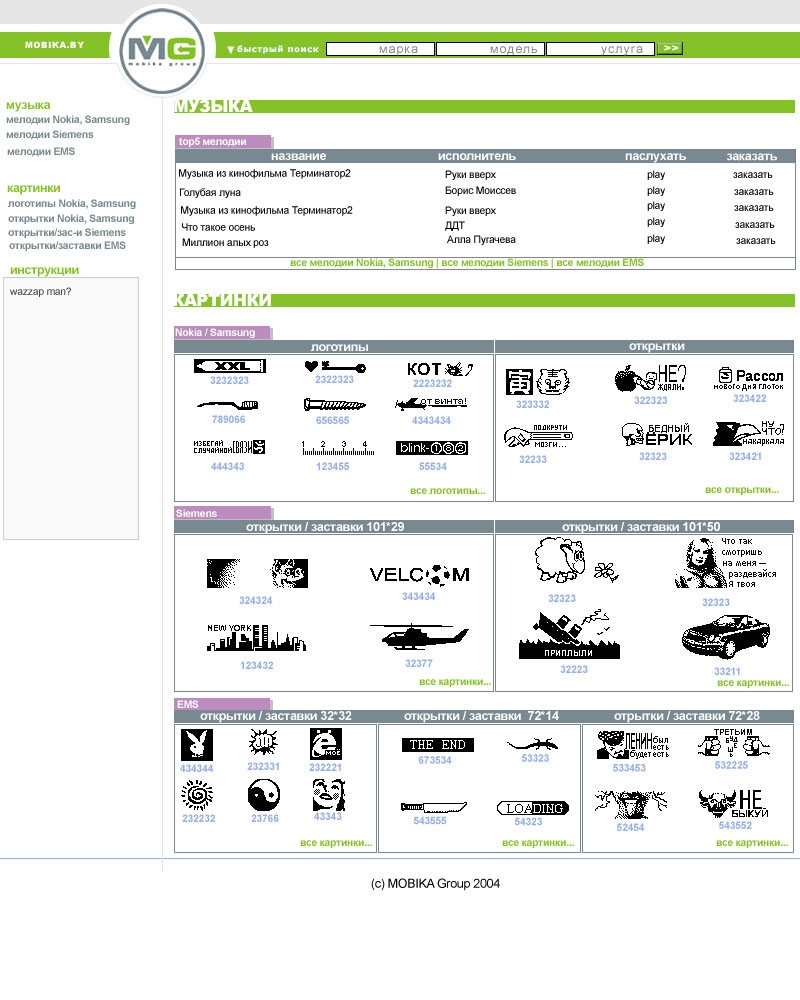 MOBIKA.BY
MG
mobika group
▼ быстрый поиск марка модель услуга >>
музыка
мелодии Nokia, Samsung
мелодии Siemens
мелодии EMS
картинки
логотипы Nokia, Samsung
открытки Nokia, Samsung
открытки/зас-и Siemens
открытки/заставки EMS
инструкции
wazzap man?
МУЗЫКА
top5 мелодии
название исполнитель паслухать заказать
Музыка из кинофильма Терминатор2 Руки вверх play заказать
Голубая луна Борис Моиссев play заказать
Музыка из кинофильма Терминатор2 Руки вверх play заказать
Что такое осень ДДТ play заказать
Миллион алых роз Алла Пугачева play заказать
все мелодии Nokia, Samsung | все мелодии Siemens | все мелодии EMS
КАРТИНКИ
Nokia / Samsung
логотипы
XXL КОТ
3232323 2322323 2223232
ОТ ВИНТА!
789066 656565 4343434
ИЗБЕГАЙ СЛУЧАЙНОЙ СВЯЗИ 1 2 3 4 blink-182
444343 123455 55534
все логотипы...
открытки
НЕ? ЖДАЛИ. Рассол
НОВОГО ДНЯ ГЛОТОК
323332 322323 323422
ПОДКРУТИ МОЗГИ... БЕДНЫЙ ЁРИК НУ, ЧТО? накаркала
32233 32323 323421
все открытки...
Siemens
открытки / заставки 101*29
VELCOM
324324 343434
NEW YORK
123432 32377
все картинки...
открытки / заставки 101*50
Что так
смотришь
на меня —
раздевайся
Я твоя
32323 32323
ПРИПЛЫЛИ
32223 33211
все картинки...
EMS
открытки / заставки 32*32
ё МОЁ
434344 232331 232221
232232 23766 43343
все картинки...
открытки / заставки 72*14
THE END
673534 53323
LOADING
543555 54323
все картинки...
отрытки / заставки 72*28
ЛЕНИН был есть будет есть ТРЕТЬИМ БУДЕШЬ
533453 532225
НЕ БЫКУЙ
52454 543552
все картинки...
(c) MOBIKA Group 2004